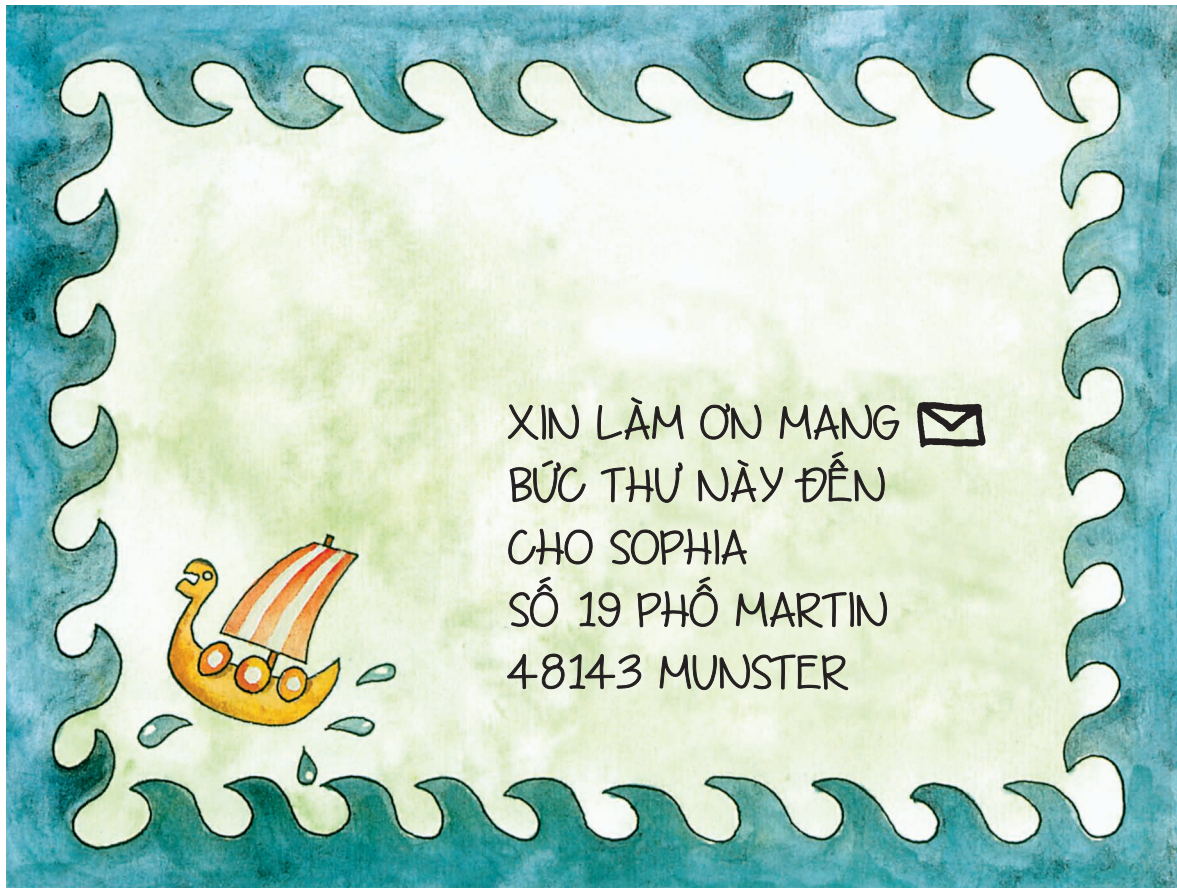 XIN LÀM ƠN MANG
BỨC THƯ NÀY ĐẾN
CHO SOPHIA
SỐ 19 PHỐ MARTIN
48143 MUNSTER